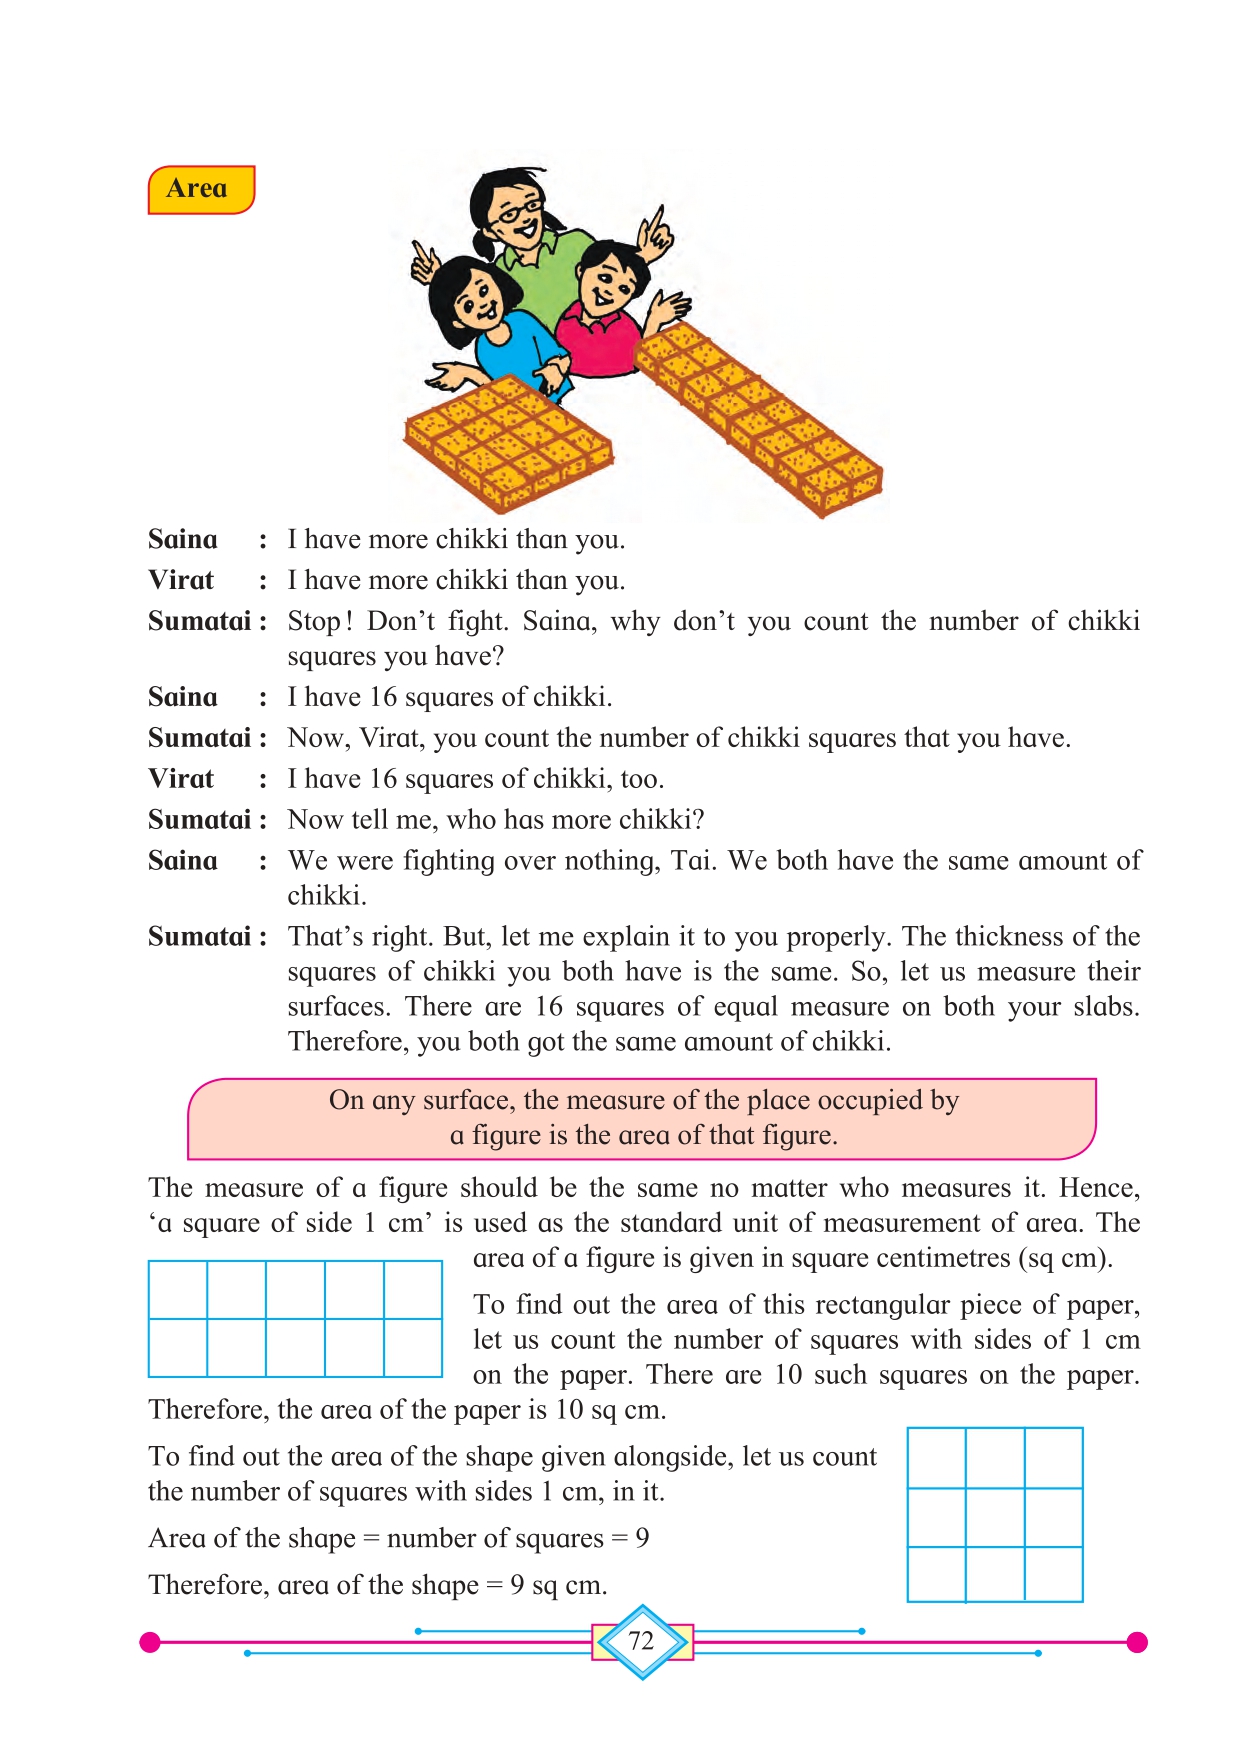 Area
Saina : I have more chikki than you.
Virat : I have more chikki than you.
Sumatai : Stop! Don’t fight. Saina, why don’t you count the number of chikki
squares you have?
Saina : I have 16 squares of chikki.
Sumatai : Now, Virat, you count the number of chikki squares that you have.
Virat : I have 16 squares of chikki, too.
Sumatai : Now tell me, who has more chikki?
Saina : We were fighting over nothing, Tai. We both have the same amount of
chikki.
Sumatai : That’s right. But, let me explain it to you properly. The thickness of the
squares of chikki you both have is the same. So, let us measure their
surfaces. There are 16 squares of equal measure on both your slabs.
Therefore, you both got the same amount of chikki.
On any surface, the measure of the place occupied by
a figure is the area of that figure.
The measure of a figure should be the same no matter who measures it. Hence,
‘a square of side 1 cm’ is used as the standard unit of measurement of area. The
area of a figure is given in square centimetres (sq cm).
To find out the area of this rectangular piece of paper,
let us count the number of squares with sides of 1 cm
on the paper. There are 10 such squares on the paper.
Therefore, the area of the paper is 10 sq cm.
To find out the area of the shape given alongside, let us count
the number of squares with sides 1 cm, in it.
Area of the shape = number of squares = 9
Therefore, area of the shape = 9 sq cm.
72